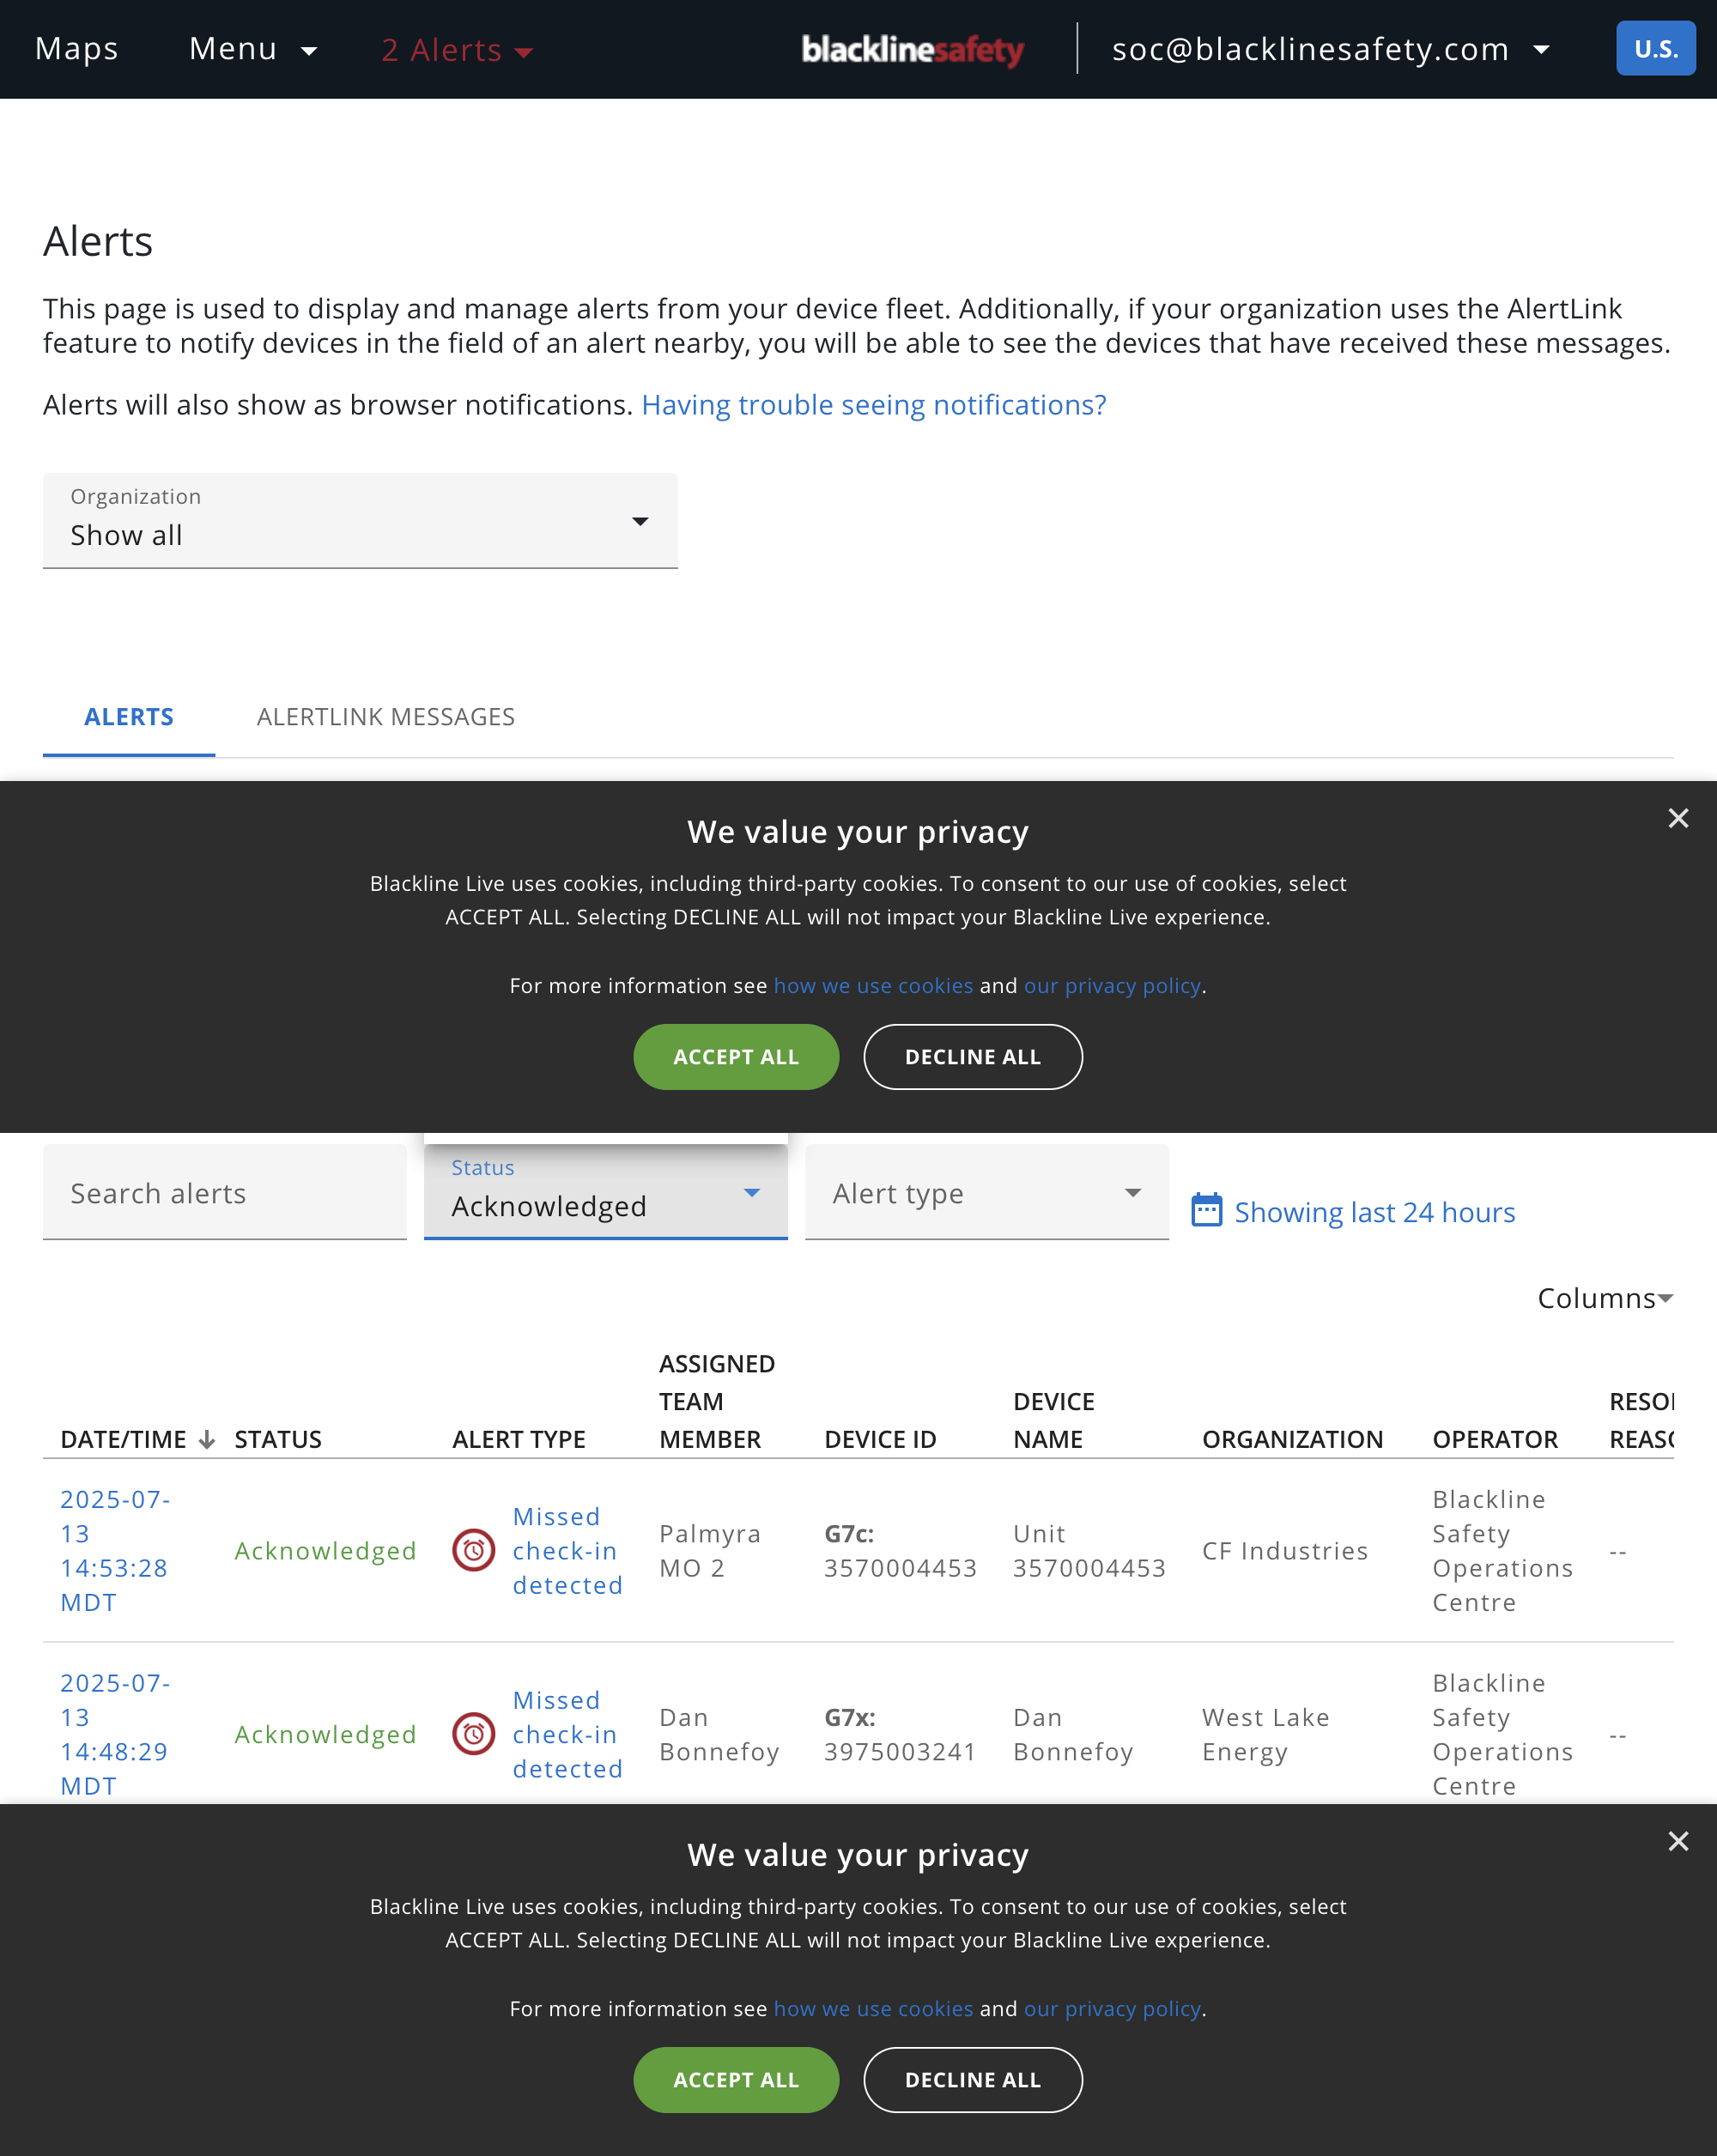 Maps Menu 2 Alerts blacklinesafety soc@blacklinesafety.com U.S.
Alerts
This page is used to display and manage alerts from your device fleet. Additionally, if your organization uses the AlertLink
feature to notify devices in the field of an alert nearby, you will be able to see the devices that have received these messages.
Alerts will also show as browser notifications. Having trouble seeing notifications?
Organization
Show all
ALERTS ALERTLINK MESSAGES
We value your privacy
Blackline Live uses cookies, including third-party cookies. To consent to our use of cookies, select
ACCEPT ALL. Selecting DECLINE ALL will not impact your Blackline Live experience.
For more information see how we use cookies and our privacy policy.
ACCEPT ALL DECLINE ALL
Search alerts
Status
Acknowledged
Alert type
Showing last 24 hours
Columns
DATE/TIME STATUS ALERT TYPE
ASSIGNED
TEAM
MEMBER
DEVICE ID
DEVICE
NAME
ORGANIZATION OPERATOR
2025-07-
13
14:53:28
MDT
Acknowledged
Missed
check-in
detected
Palmyra
MO 2
G7c:
3570004453
Unit
3570004453
CF Industries
Blackline
Safety
Operations
Centre
--
2025-07-
13
14:48:29
MDT
Acknowledged
Missed
check-in
detected
Dan
Bonnefoy
G7x:
3975003241
Dan
Bonnefoy
West Lake
Energy
Blackline
Safety
Operations
Centre
--
We value your privacy
Blackline Live uses cookies, including third-party cookies. To consent to our use of cookies, select
ACCEPT ALL. Selecting DECLINE ALL will not impact your Blackline Live experience.
For more information see how we use cookies and our privacy policy.
ACCEPT ALL DECLINE ALL